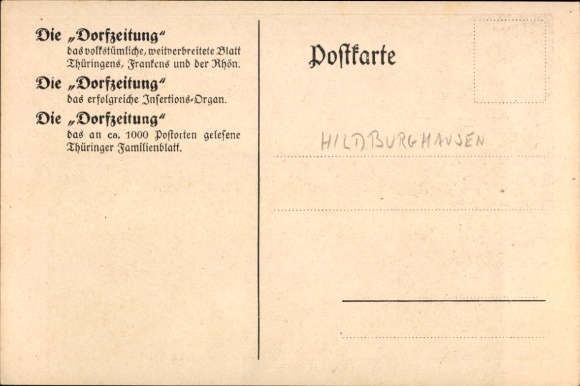 Die „Dorfzeitung“
das volkstümliche, weitverbreitete Blatt
Thüringens, Frankens und der Rhön.
Die „Dorfzeitung“
das erfolgreiche Insertions-Organ.
Die „Dorfzeitung“
das an ca. 1000 Postorten gelesene
Thüringer Familienblatt.
Postkarte
HILDBURGHAUSEN